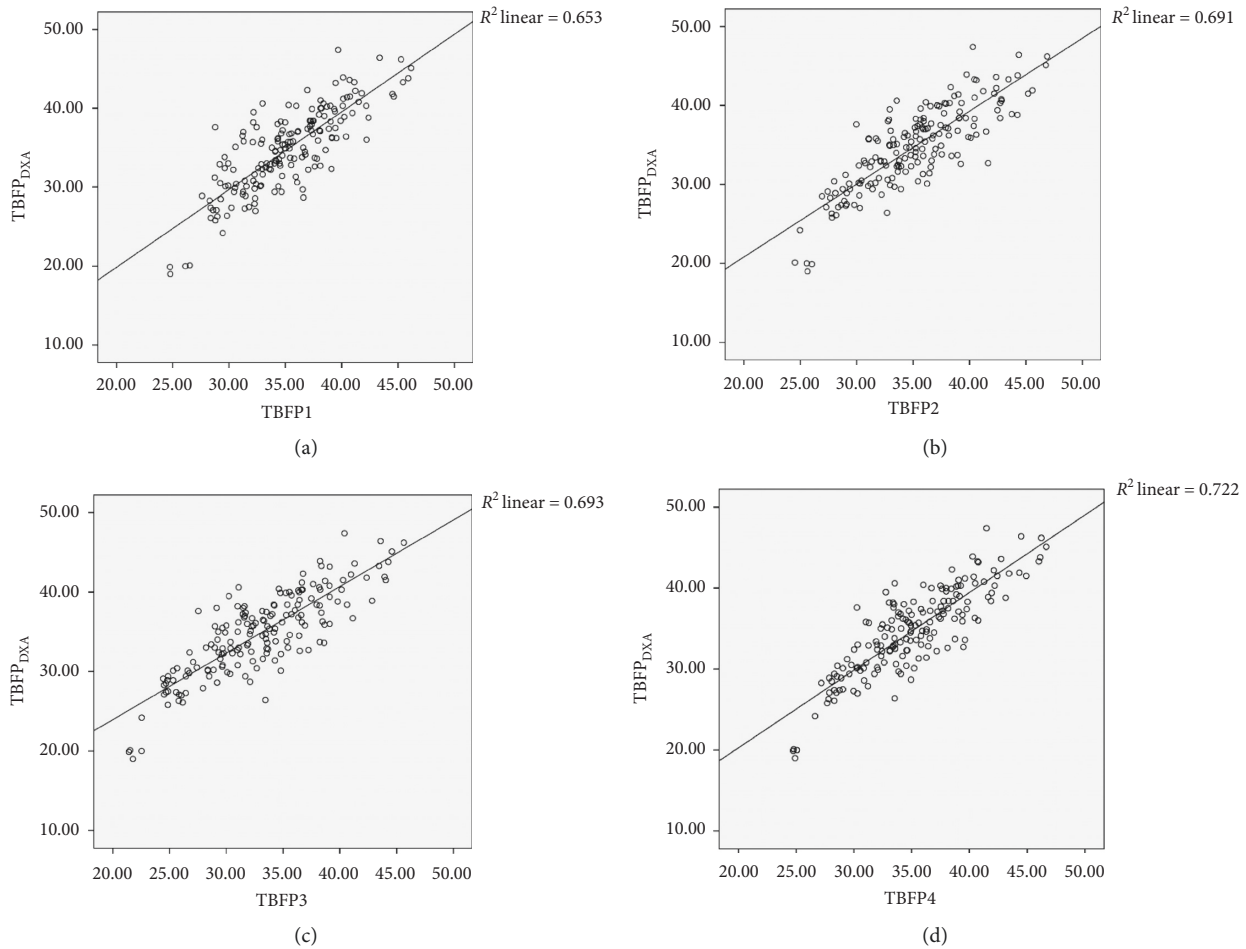 R² linear = 0.653
50.00
40.00
30.00
20.00
10.00
TBFP_DXA
20.00 25.00 30.00 35.00 40.00 45.00 50.00
TBFP1
(a)
R² linear = 0.691
50.00
40.00
30.00
20.00
10.00
TBFP_DXA
20.00 25.00 30.00 35.00 40.00 45.00 50.00
TBFP2
(b)
R² linear = 0.693
50.00
40.00
30.00
20.00
10.00
TBFP_DXA
20.00 25.00 30.00 35.00 40.00 45.00 50.00
TBFP3
(c)
R² linear = 0.722
50.00
40.00
30.00
20.00
10.00
TBFP_DXA
20.00 25.00 30.00 35.00 40.00 45.00 50.00
TBFP4
(d)